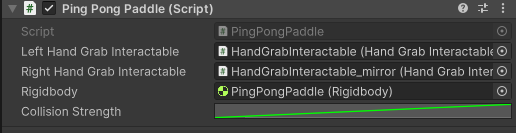 Ping Pong Paddle (Script)
Script PingPongPaddle
Left Hand Grab Interactable HandGrabInteractable (Hand Grab Interactable
Right Hand Grab Interactable HandGrabInteractable_mirror (Hand Grab Inter
Rigidbody PingPongPaddle (Rigidbody)
Collision Strength